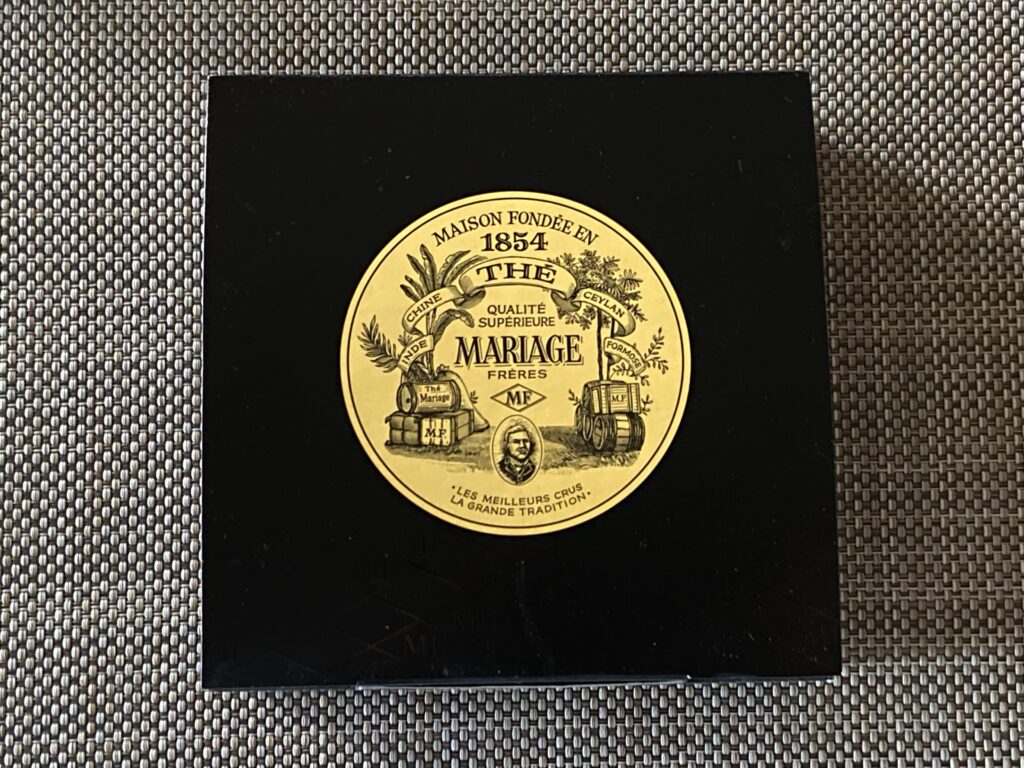 MAISON FONDÉE EN
1854
THÉ
CHINE
CEYLAN
INDE
FORMOSE
QUALITÉ
SUPÉRIEURE
MARIAGE
FRÈRES
MF
Thé
Mariage
M.F.
M.F.
•LES MEILLEURS CRUS
LA GRANDE TRADITION•
MF